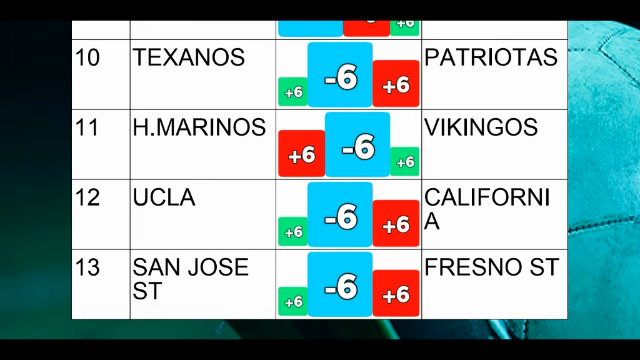 +6
10 TEXANOS +6 -6 +6 PATRIOTAS
11 H.MARINOS +6 -6 +6 VIKINGOS
12 UCLA +6 -6 +6 CALIFORNI
A
13 SAN JOSE +6 -6 +6 FRESNO ST
ST